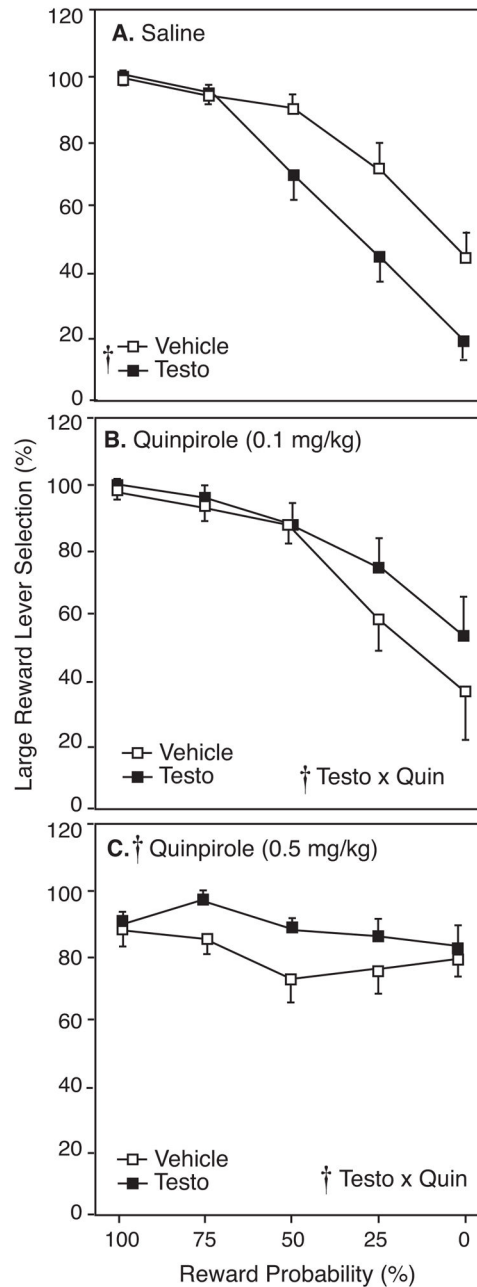 A. Saline
120
100
80
60
40
20
0
† Vehicle
Testo
B. Quinpirole (0.1 mg/kg)
120
100
80
60
40
20
0
Vehicle
Testo
† Testo x Quin
C.† Quinpirole (0.5 mg/kg)
120
100
80
60
40
20
0
Vehicle
Testo
† Testo x Quin
100 75 50 25 0
Reward Probability (%)
Large Reward Lever Selection (%)